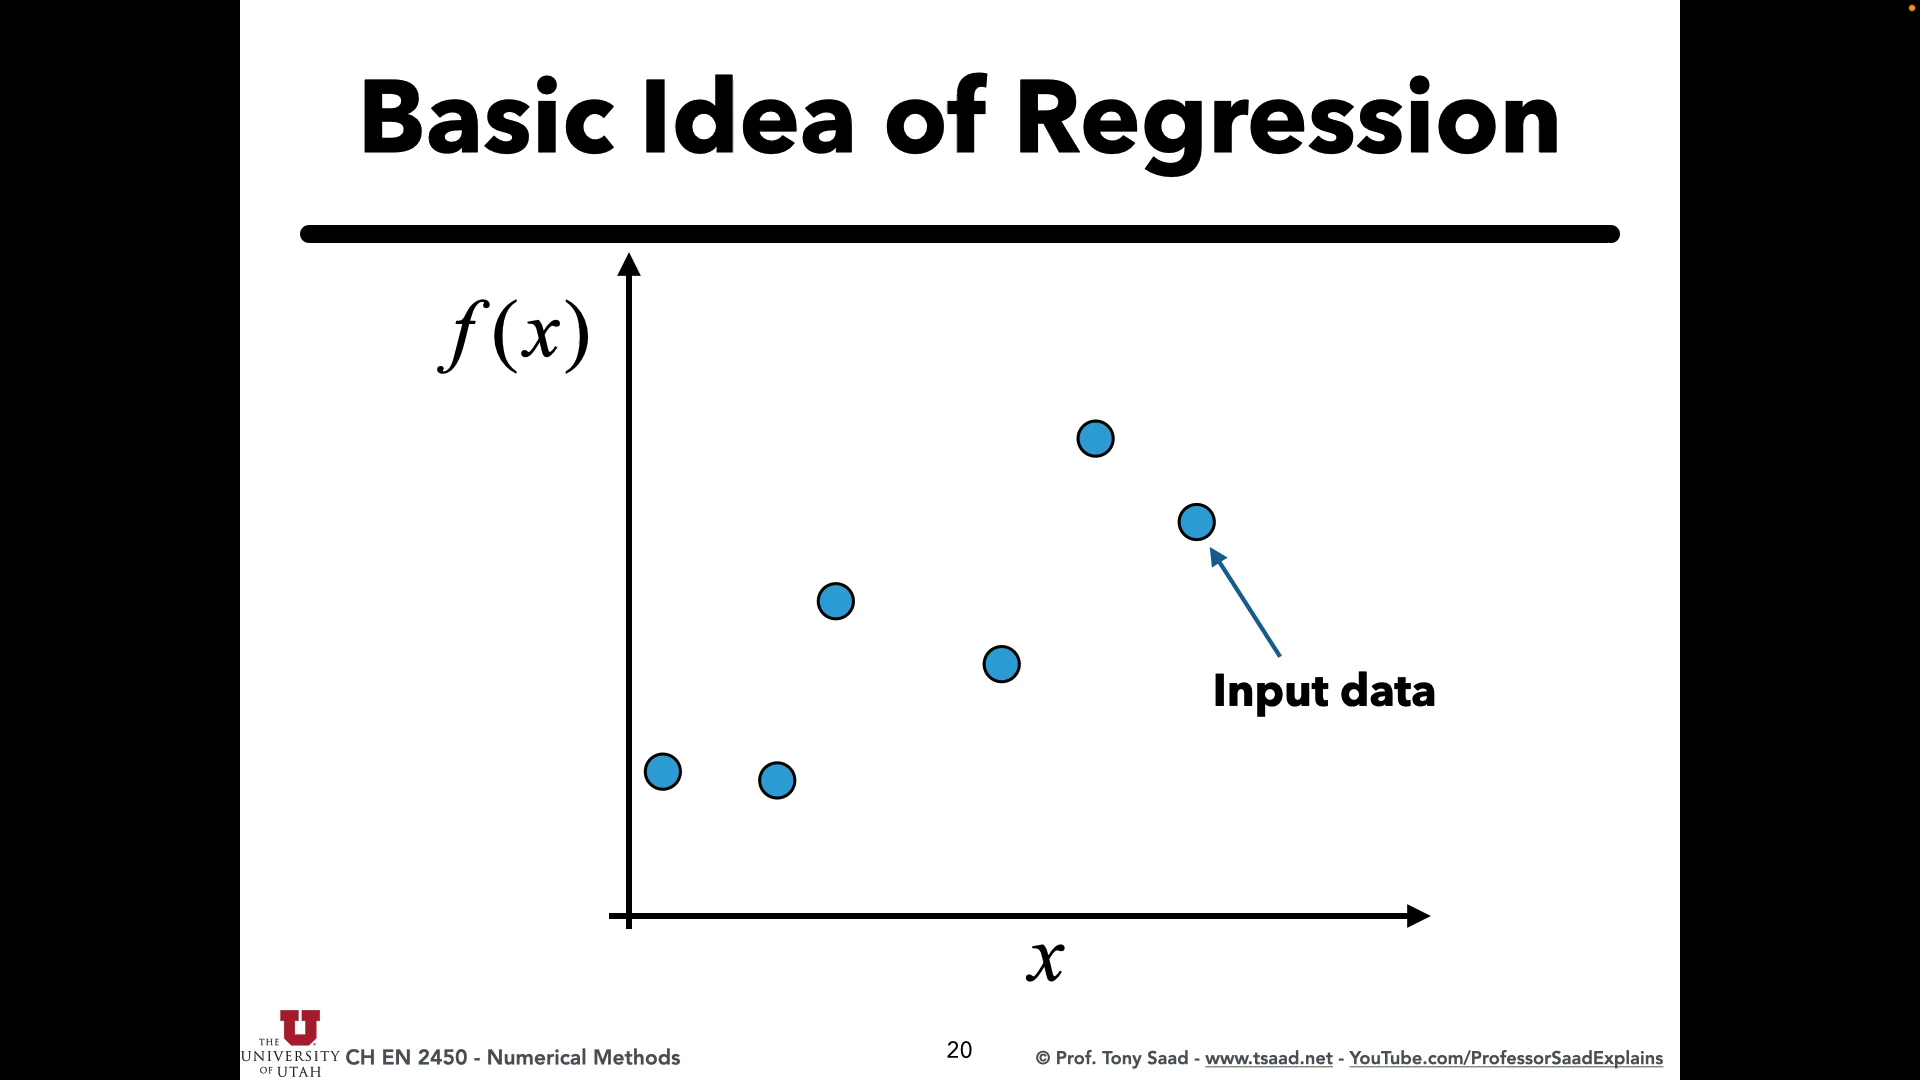 Basic Idea of Regression
f(x)
Input data
x
THE
UNIVERSITY
OF UTAH
CH EN 2450 - Numerical Methods
20
© Prof. Tony Saad - www.tsaad.net - YouTube.com/ProfessorSaadExplains